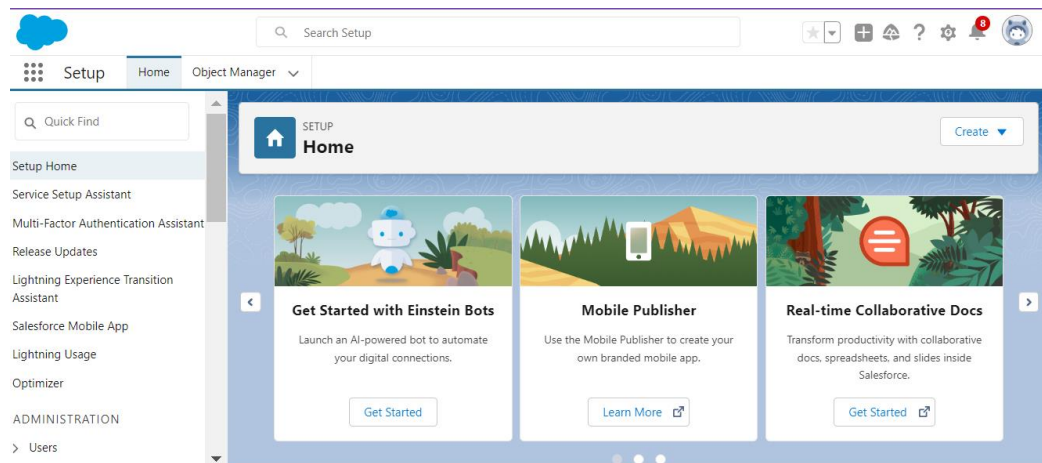 Search Setup
8
Setup
Home
Object Manager
Quick Find
Setup Home
Service Setup Assistant
Multi-Factor Authentication Assistant
Release Updates
Lightning Experience Transition
Assistant
Salesforce Mobile App
Lightning Usage
Optimizer
ADMINISTRATION
Users
SETUP
Home
Create
Get Started with Einstein Bots
Launch an AI-powered bot to automate
your digital connections.
Get Started
Mobile Publisher
Use the Mobile Publisher to create your
own branded mobile app.
Learn More
Real-time Collaborative Docs
Transform productivity with collaborative
docs, spreadsheets, and slides inside
Salesforce.
Get Started